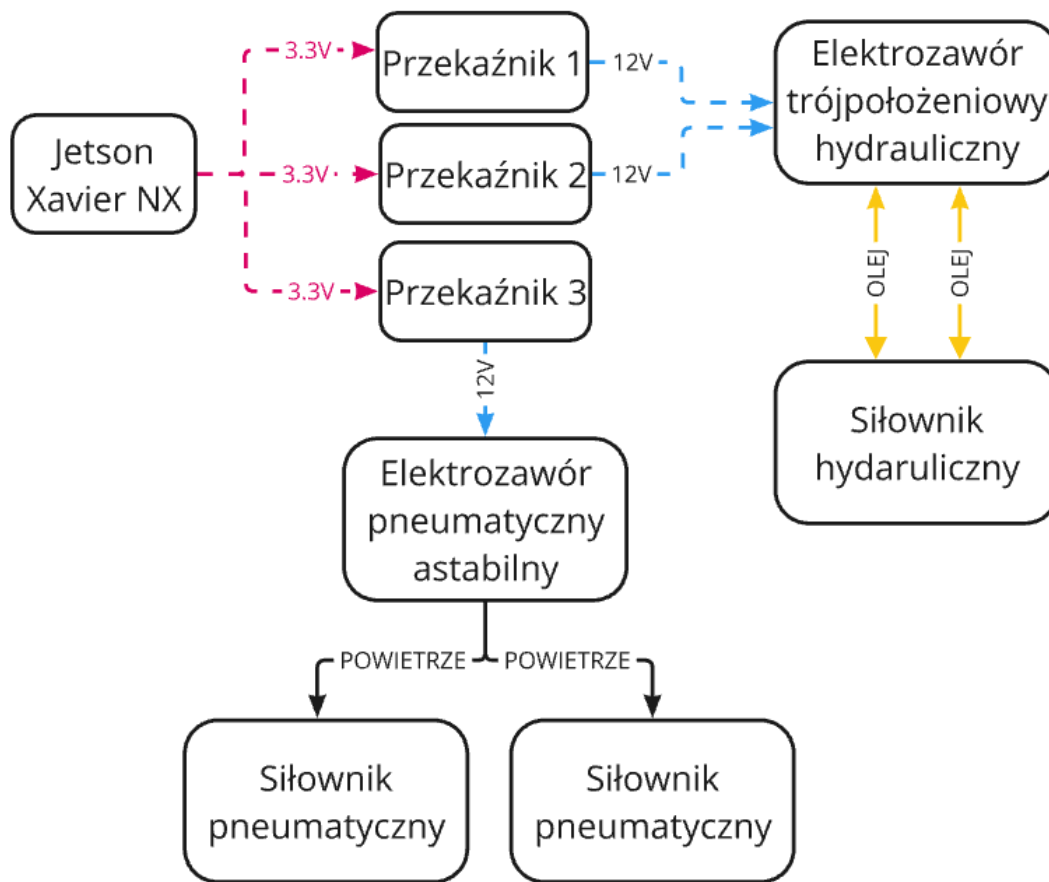 3.3V
Przekaźnik 1
12V
Elektrozawór
trójpołożeniowy
hydrauliczny
Jetson
Xavier NX
3.3V
Przekaźnik 2
12V
3.3V
Przekaźnik 3
OLEJ
OLEJ
12V
Siłownik
hydaruliczny
Elektrozawór
pneumatyczny
astabilny
POWIETRZE
POWIETRZE
Siłownik
pneumatyczny
Siłownik
pneumatyczny